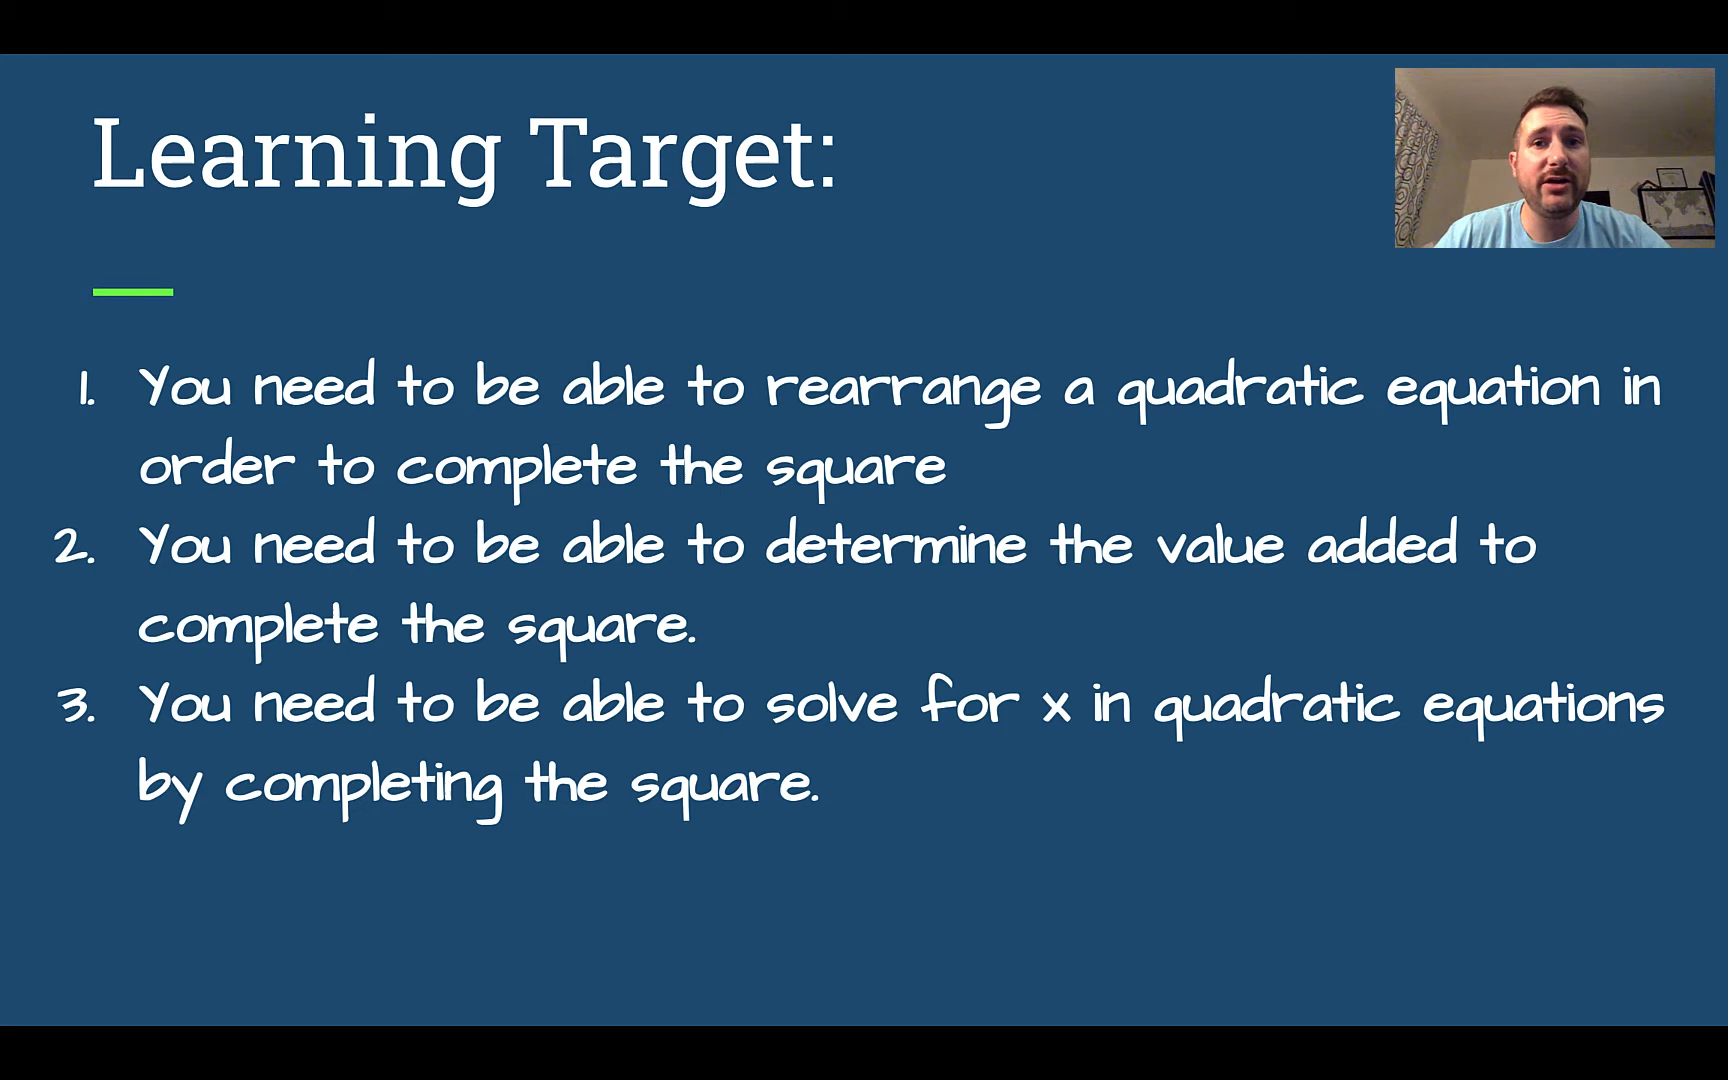 Learning Target:
1. You need to be able to rearrange a quadratic equation in
order to complete the square
2. You need to be able to determine the value added to
complete the square.
3. You need to be able to solve for x in quadratic equations
by completing the square.